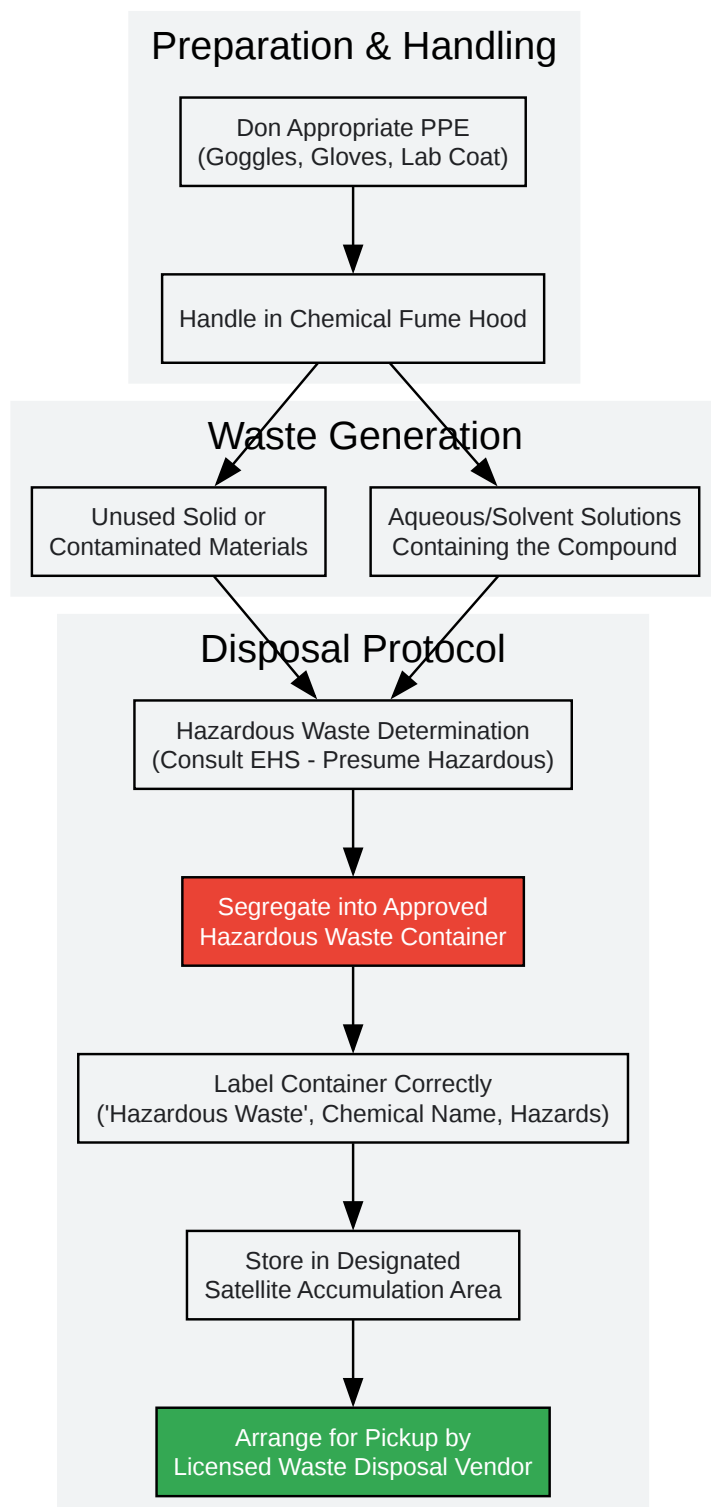 Preparation & Handling
Don Appropriate PPE
(Goggles, Gloves, Lab Coat)
Handle in Chemical Fume Hood
Waste Generation
Unused Solid or
Contaminated Materials
Aqueous/Solvent Solutions
Containing the Compound
Disposal Protocol
Hazardous Waste Determination
(Consult EHS - Presume Hazardous)
Segregate into Approved
Hazardous Waste Container
Label Container Correctly
('Hazardous Waste', Chemical Name, Hazards)
Store in Designated
Satellite Accumulation Area
Arrange for Pickup by
Licensed Waste Disposal Vendor